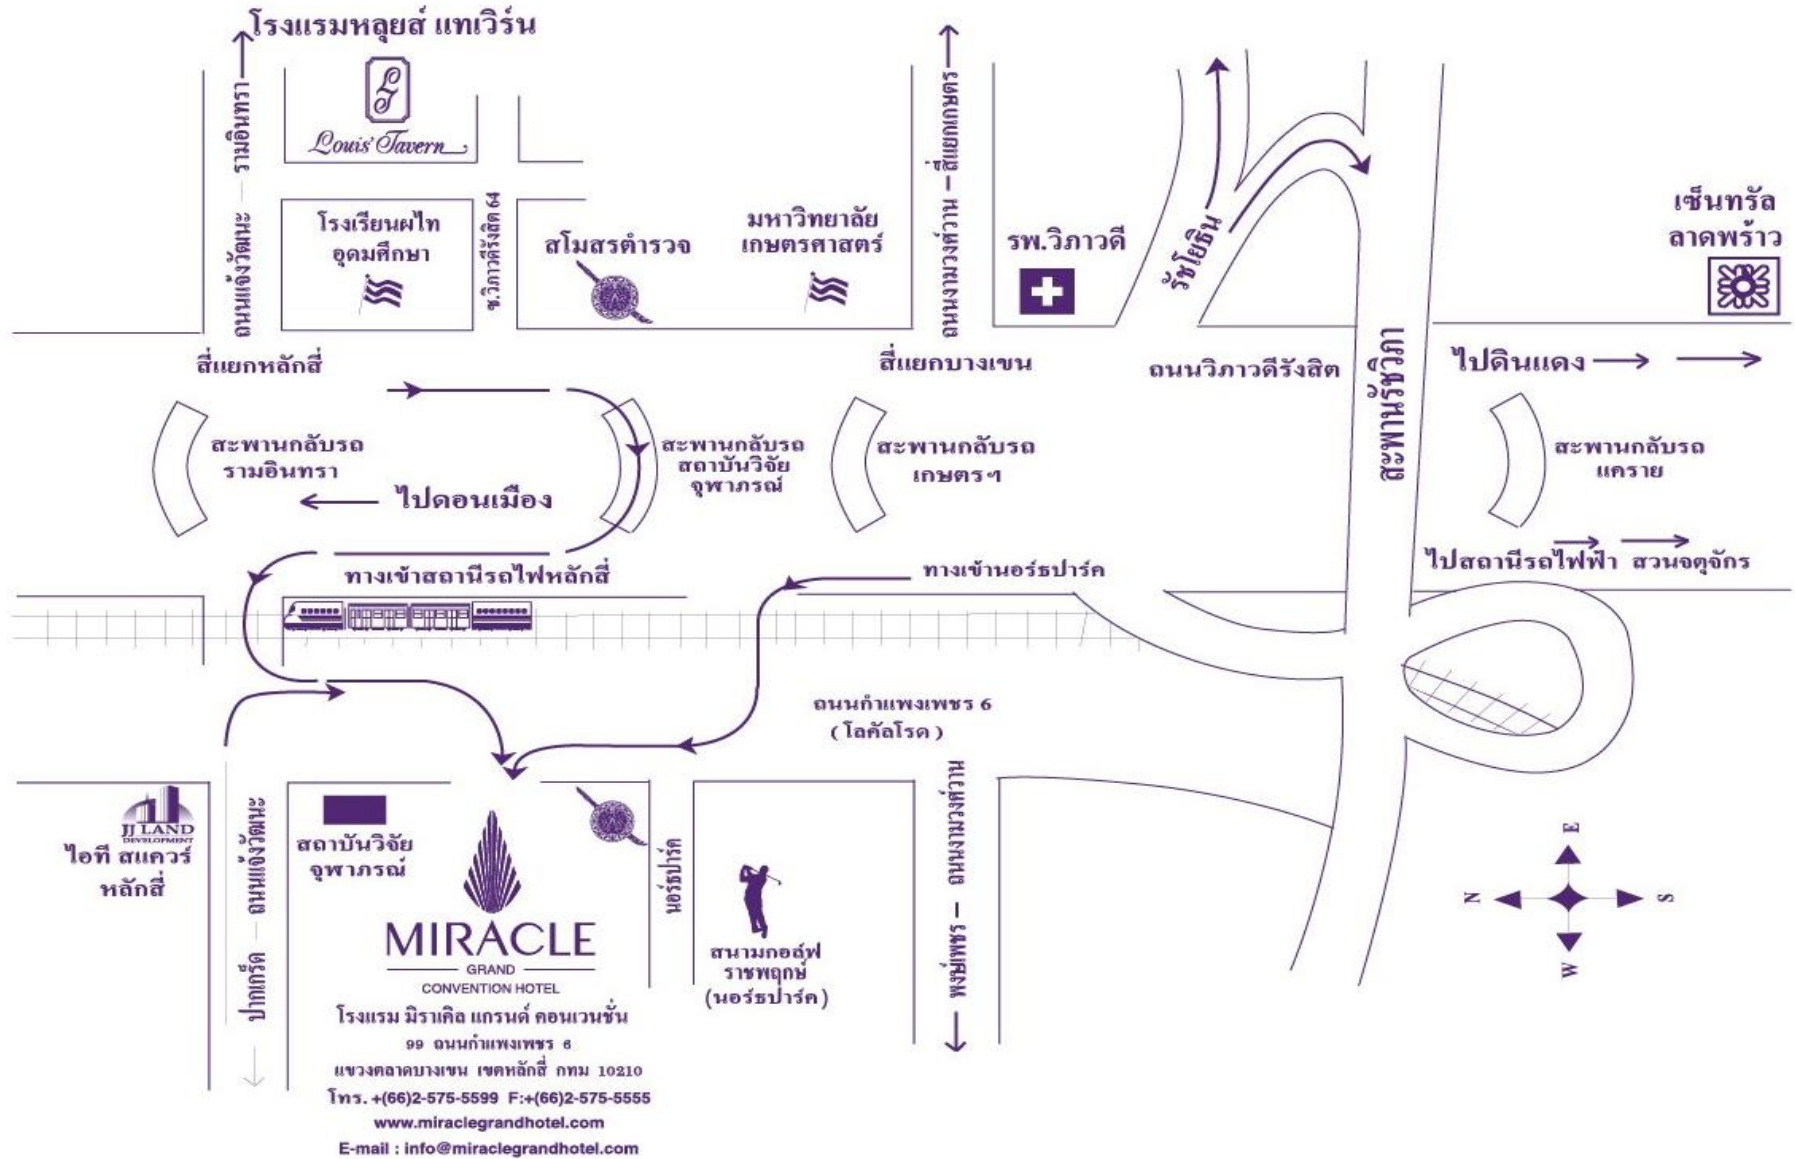 โรงแรมหลุยส์ แทเวิร์น
Louis' Tavern
ถนนแจ้งวัฒนะ — รามอินทรา
โรงเรียนผไท
อุดมศึกษา
ซ.วิภาวดีรังสิต 64
สโมสรตำรวจ
มหาวิทยาลัย
เกษตรศาสตร์
ถนนงามวงศ์วาน — สี่แยกเกษตร
รพ.วิภาวดี
รัชโยธิน
เซ็นทรัล
ลาดพร้าว
สี่แยกหลักสี่
สี่แยกบางเขน
ถนนวิภาวดีรังสิต
สะพานรัชวิภา
ไปดินแดง
สะพานกลับรถ
รามอินทรา
สะพานกลับรถ
สถาบันวิจัย
จุฬาภรณ์
สะพานกลับรถ
เกษตรฯ
สะพานกลับรถ
แคราย
ไปดอนเมือง
ทางเข้าสถานีรถไฟหลักสี่
ทางเข้านอร์ธปาร์ค
ไปสถานีรถไฟฟ้า สวนจตุจักร
ถนนกำแพงเพชร 6
( โลคัลโรด )
JJ LAND
DEVELOPMENT
ไอที สแควร์
หลักสี่
ปากเกร็ด — ถนนแจ้งวัฒนะ
สถาบันวิจัย
จุฬาภรณ์
นอร์ธปาร์ค
สนามกอล์ฟ
ราชพฤกษ์
(นอร์ธปาร์ค)
พงษ์เพชร — ถนนงามวงศ์วาน
E
N
S
W
MIRACLE
GRAND
CONVENTION HOTEL
โรงแรม มิราเคิล แกรนด์ คอนเวนชั่น
99 ถนนกำแพงเพชร 6
แขวงตลาดบางเขน เขตหลักสี่ กทม 10210
โทร. +(66)2-575-5599 F:+(66)2-575-5555
www.miraclegrandhotel.com
E-mail : info@miraclegrandhotel.com